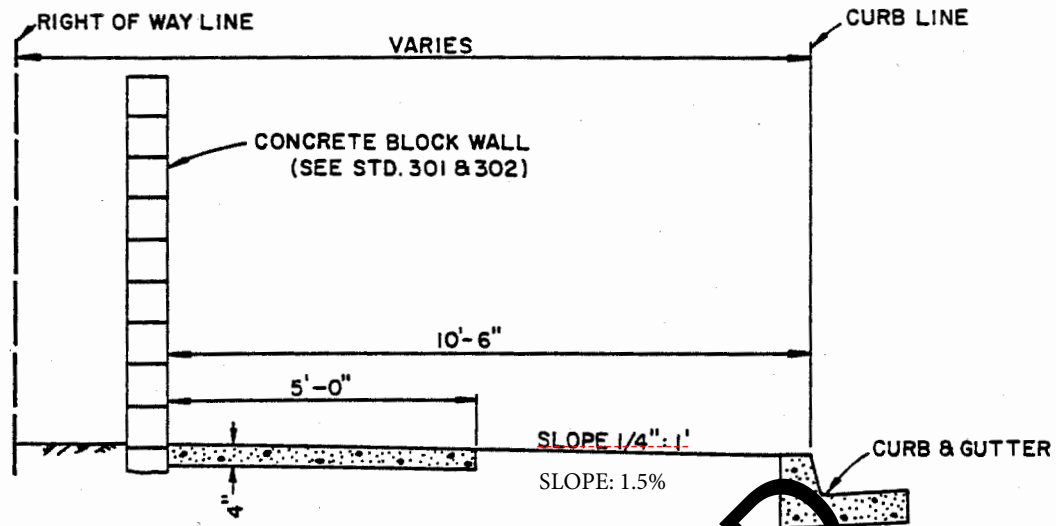 RIGHT OF WAY LINE
CURB LINE
VARIES
CONCRETE BLOCK WALL
(SEE STD. 301 & 302)
10'-6"
5'-0"
SLOPE 1/4":1'
SLOPE: 1.5%
CURB & GUTTER
4"